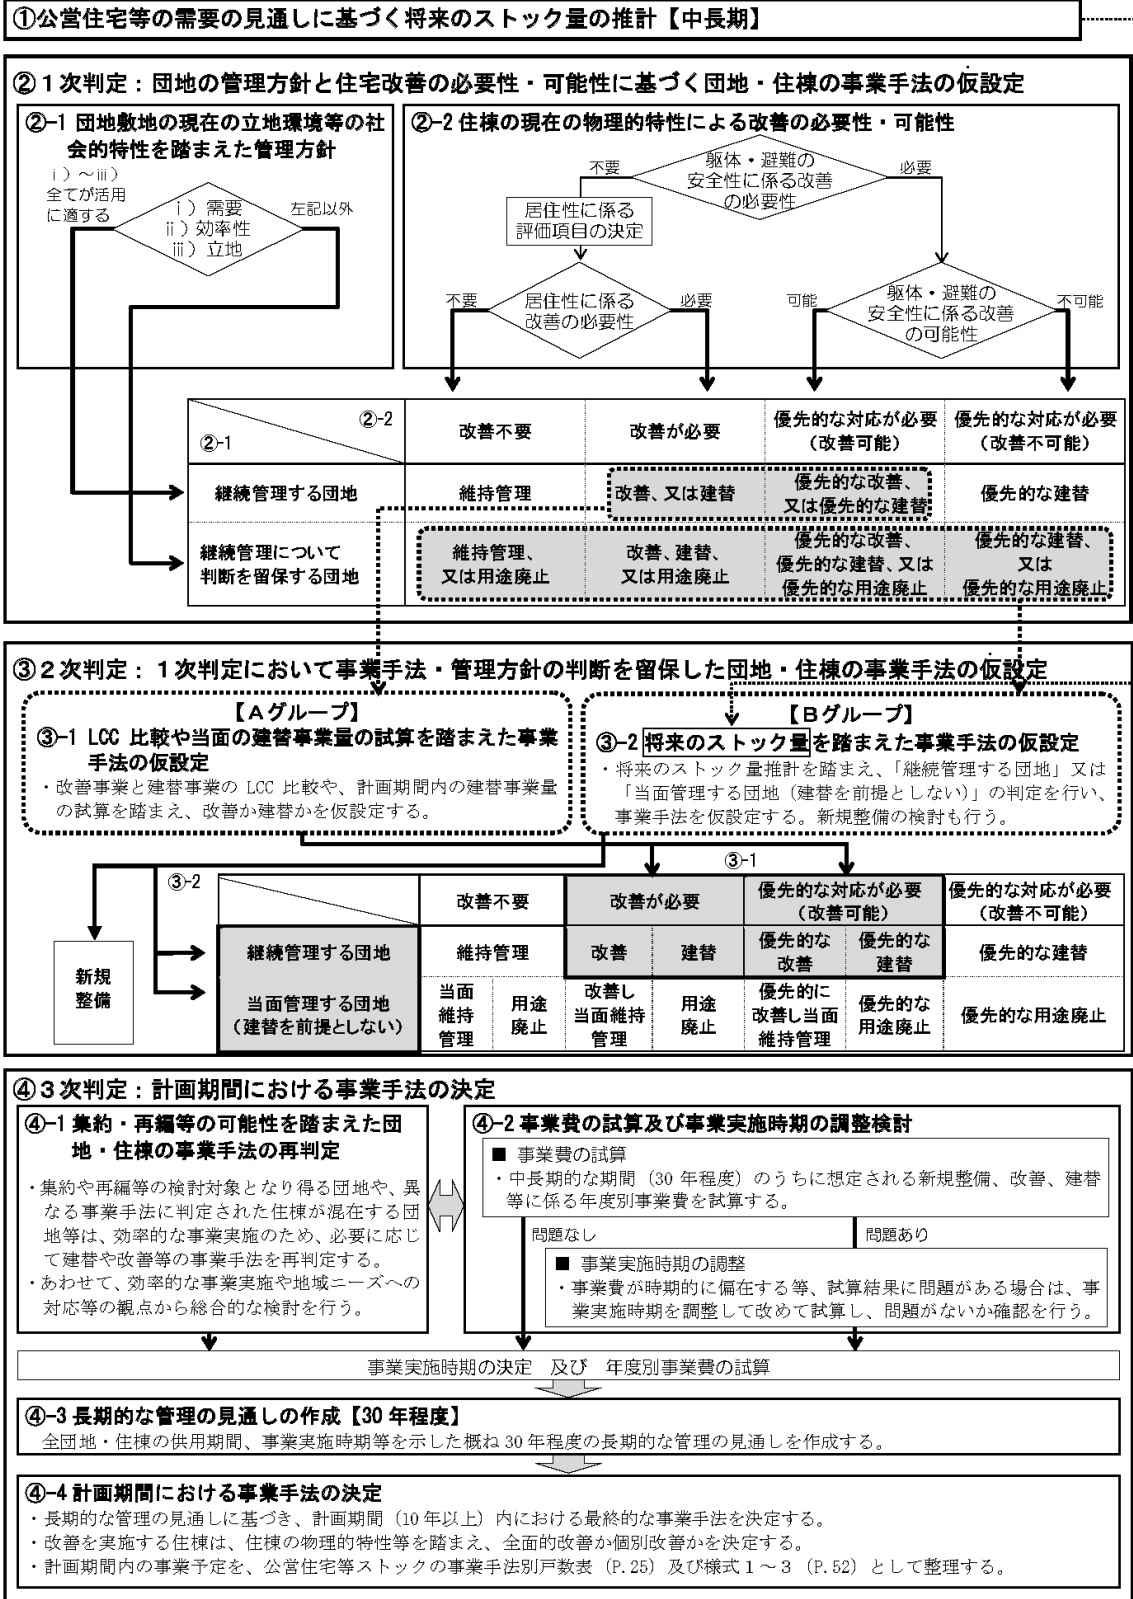 ①公営住宅等の需要の見通しに基づく将来のストック量の推計【中長期】
②１次判定：団地の管理方針と住宅改善の必要性・可能性に基づく団地・住棟の事業手法の仮設定
②-1 団地敷地の現在の立地環境等の社
会的特性を踏まえた管理方針
ⅰ）～ⅲ）
全てが活用
に適する
ⅰ）需要
ⅱ）効率性
ⅲ）立地
左記以外
②-2 住棟の現在の物理的特性による改善の必要性・可能性
不要
躯体・避難の
安全性に係る改善
の必要性
必要
居住性に係る
評価項目の決定
不要
居住性に係る
改善の必要性
必要
可能
躯体・避難の
安全性に係る改善
の可能性
不可能
②-2
②-1
改善不要
改善が必要
優先的な対応が必要
（改善可能）
優先的な対応が必要
（改善不可能）
継続管理する団地
維持管理
改善、又は建替
優先的な改善、
又は優先的な建替
優先的な建替
継続管理について
判断を留保する団地
維持管理、
又は用途廃止
改善、建替、
又は用途廃止
優先的な改善、
優先的な建替、又は
優先的な用途廃止
優先的な建替、
又は
優先的な用途廃止
③２次判定：１次判定において事業手法・管理方針の判断を留保した団地・住棟の事業手法の仮設定
【Ａグループ】
③-1 LCC 比較や当面の建替事業量の試算を踏まえた事業
手法の仮設定
・改善事業と建替事業の LCC 比較や、計画期間内の建替事業量
の試算を踏まえ、改善か建替かを仮設定する。
【Ｂグループ】
③-2 将来のストック量を踏まえた事業手法の仮設定
・将来のストック量推計を踏まえ、「継続管理する団地」又は
「当面管理する団地（建替を前提としない）」の判定を行い、
事業手法を仮設定する。新規整備の検討も行う。
③-1
③-2
新規
整備
改善不要
改善が必要
優先的な対応が必要
（改善可能）
優先的な対応が必要
（改善不可能）
継続管理する団地
維持管理
改善
建替
優先的な
改善
優先的な
建替
優先的な建替
当面管理する団地
（建替を前提としない）
当面
維持
管理
用途
廃止
改善し
当面維持
管理
用途
廃止
優先的に
改善し当面
維持管理
優先的な
用途廃止
優先的な用途廃止
④３次判定：計画期間における事業手法の決定
④-1 集約・再編等の可能性を踏まえた団
地・住棟の事業手法の再判定
・集約や再編等の検討対象となり得る団地や、異
なる事業手法に判定された住棟が混在する団
地等は、効率的な事業実施のため、必要に応じ
て建替や改善等の事業手法を再判定する。
・あわせて、効率的な事業実施や地域ニーズへの
対応等の観点から総合的な検討を行う。
④-2 事業費の試算及び事業実施時期の調整検討
■ 事業費の試算
・中長期的な期間（30 年程度）のうちに想定される新規整備、改善、建替
等に係る年度別事業費を試算する。
問題なし
問題あり
■ 事業実施時期の調整
・事業費が時期的に偏在する等、試算結果に問題がある場合は、事
業実施時期を調整して改めて試算し、問題がないか確認を行う。
事業実施時期の決定　及び　年度別事業費の試算
④-3 長期的な管理の見通しの作成【30 年程度】
全団地・住棟の供用期間、事業実施時期等を示した概ね 30 年程度の長期的な管理の見通しを作成する。
④-4 計画期間における事業手法の決定
・長期的な管理の見通しに基づき、計画期間（10 年以上）内における最終的な事業手法を決定する。
・改善を実施する住棟は、住棟の物理的特性等を踏まえ、全面的改善か個別改善かを決定する。
・計画期間内の事業予定を、公営住宅等ストックの事業手法別戸数表（P.25）及び様式１～３（P.52）として整理する。